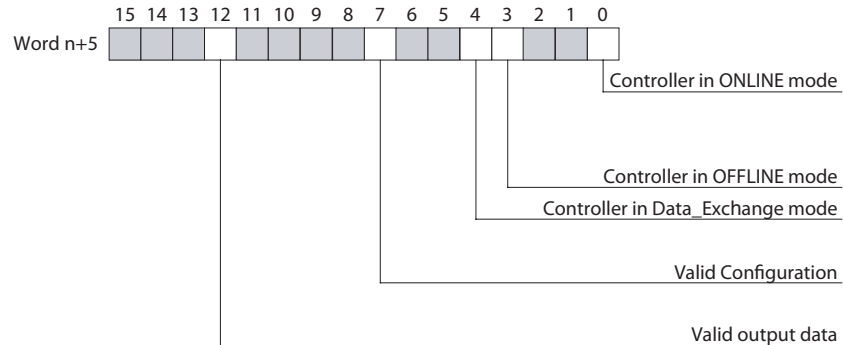 15 14 13 12 11 10 9 8 7 6 5 4 3 2 1 0
Word n+5
Controller in ONLINE mode
Controller in OFFLINE mode
Controller in Data_Exchange mode
Valid Configuration
Valid output data